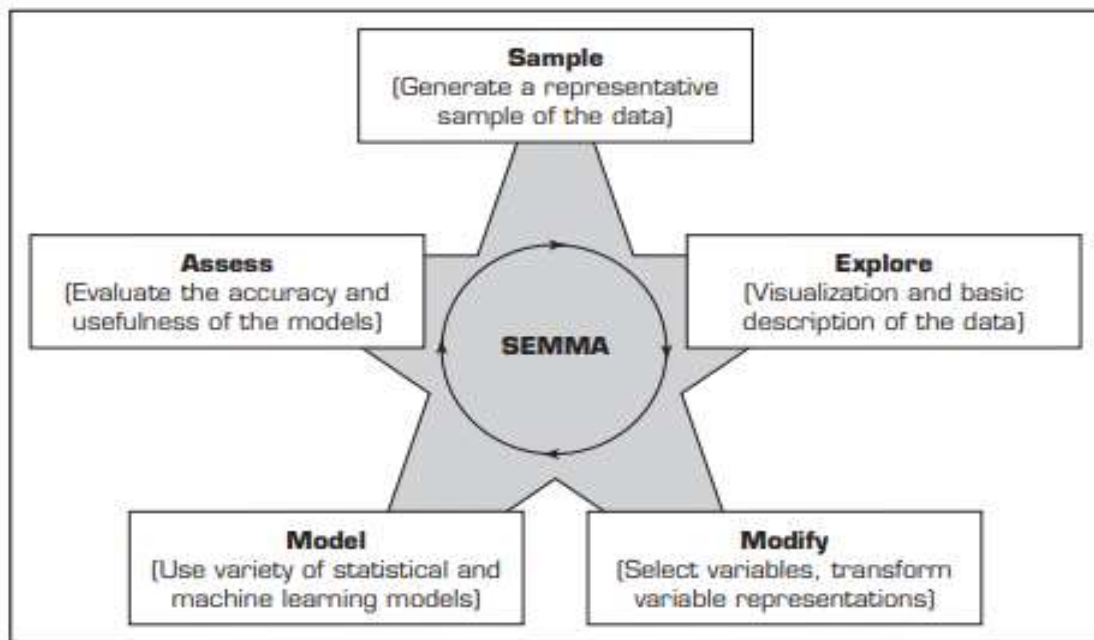 Sample
(Generate a representative
sample of the data)
Assess
(Evaluate the accuracy and
usefulness of the models)
Explore
(Visualization and basic
description of the data)
SEMMA
Model
(Use variety of statistical and
machine learning models)
Modify
(Select variables, transform
variable representations)